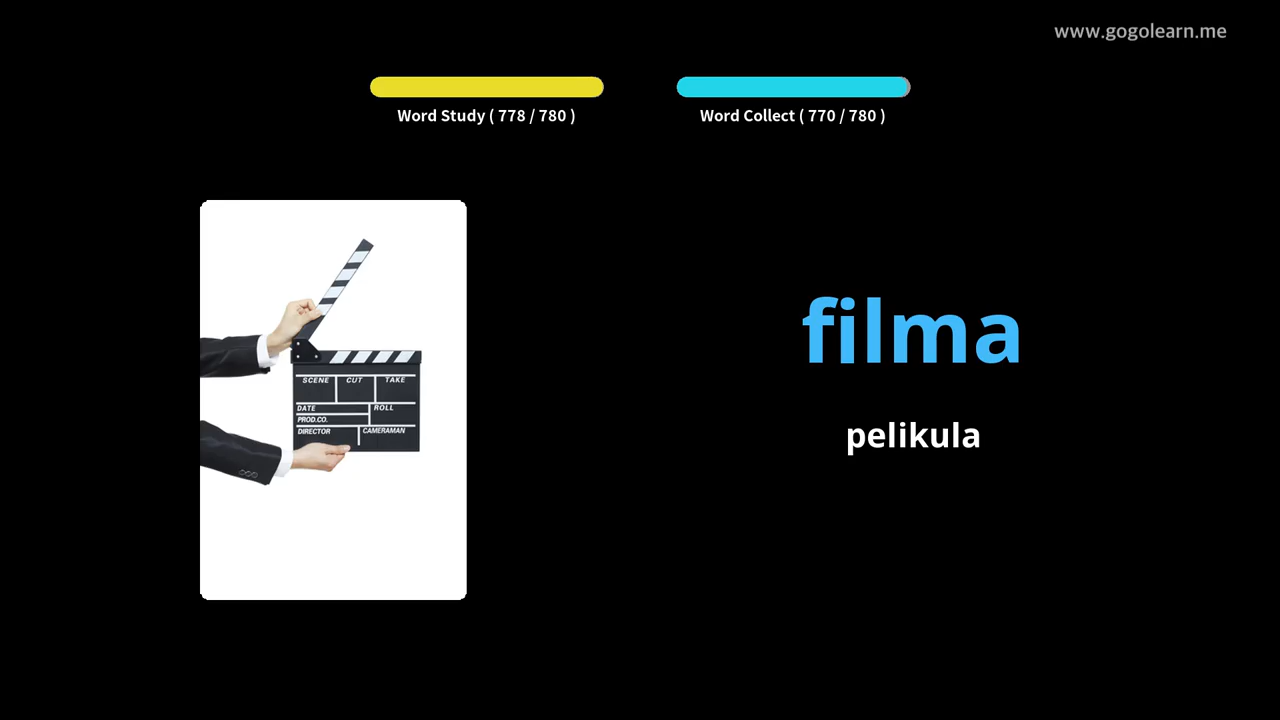 www.gogolearn.me
Word Study ( 778 / 780 )
Word Collect ( 770 / 780 )
SCENE CUT TAKE
DATE ROLL
PROD.CO.
DIRECTOR CAMERAMAN
filma
pelikula